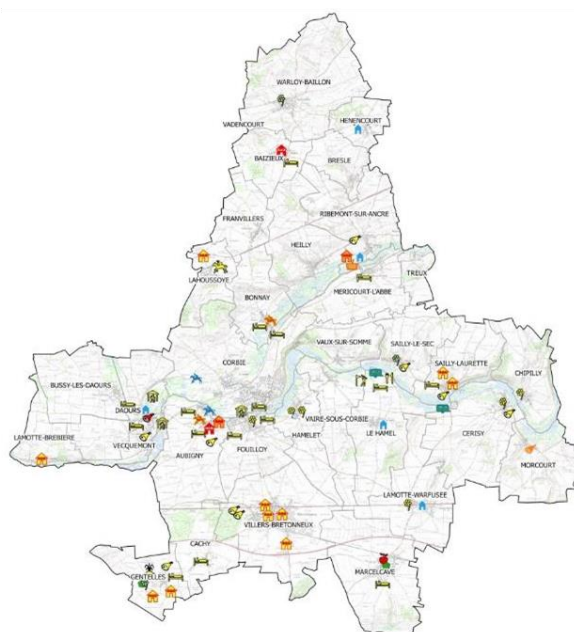 WARLOY-BAILLON
VADENCOURT
HENENCOURT
BAIZIEUX
BRESLE
RIBEMONT-SUR-ANCRE
FRANVILLERS
HEILLY
LAHOUSSOYE
MERICOURT-L'ABBE
TREUX
BONNAY
VAUX-SUR-SOMME
SAILLY-LE-SEC
CORBIE
SAILLY-LAURETTE
CHIPILLY
BUSSY-LES-DAOURS
DAOURS
VAIRE-SOUS-CORBIE
LAMOTTE-BREBIERE
VECQUEMONT
HAMELET
LE HAMEL
CERISY
AUBIGNY
FOUILLOY
MORCOURT
LAMOTTE-WARFUSEE
VILLERS-BRETONNEUX
CACHY
MARCELCAVE
GENTELLES